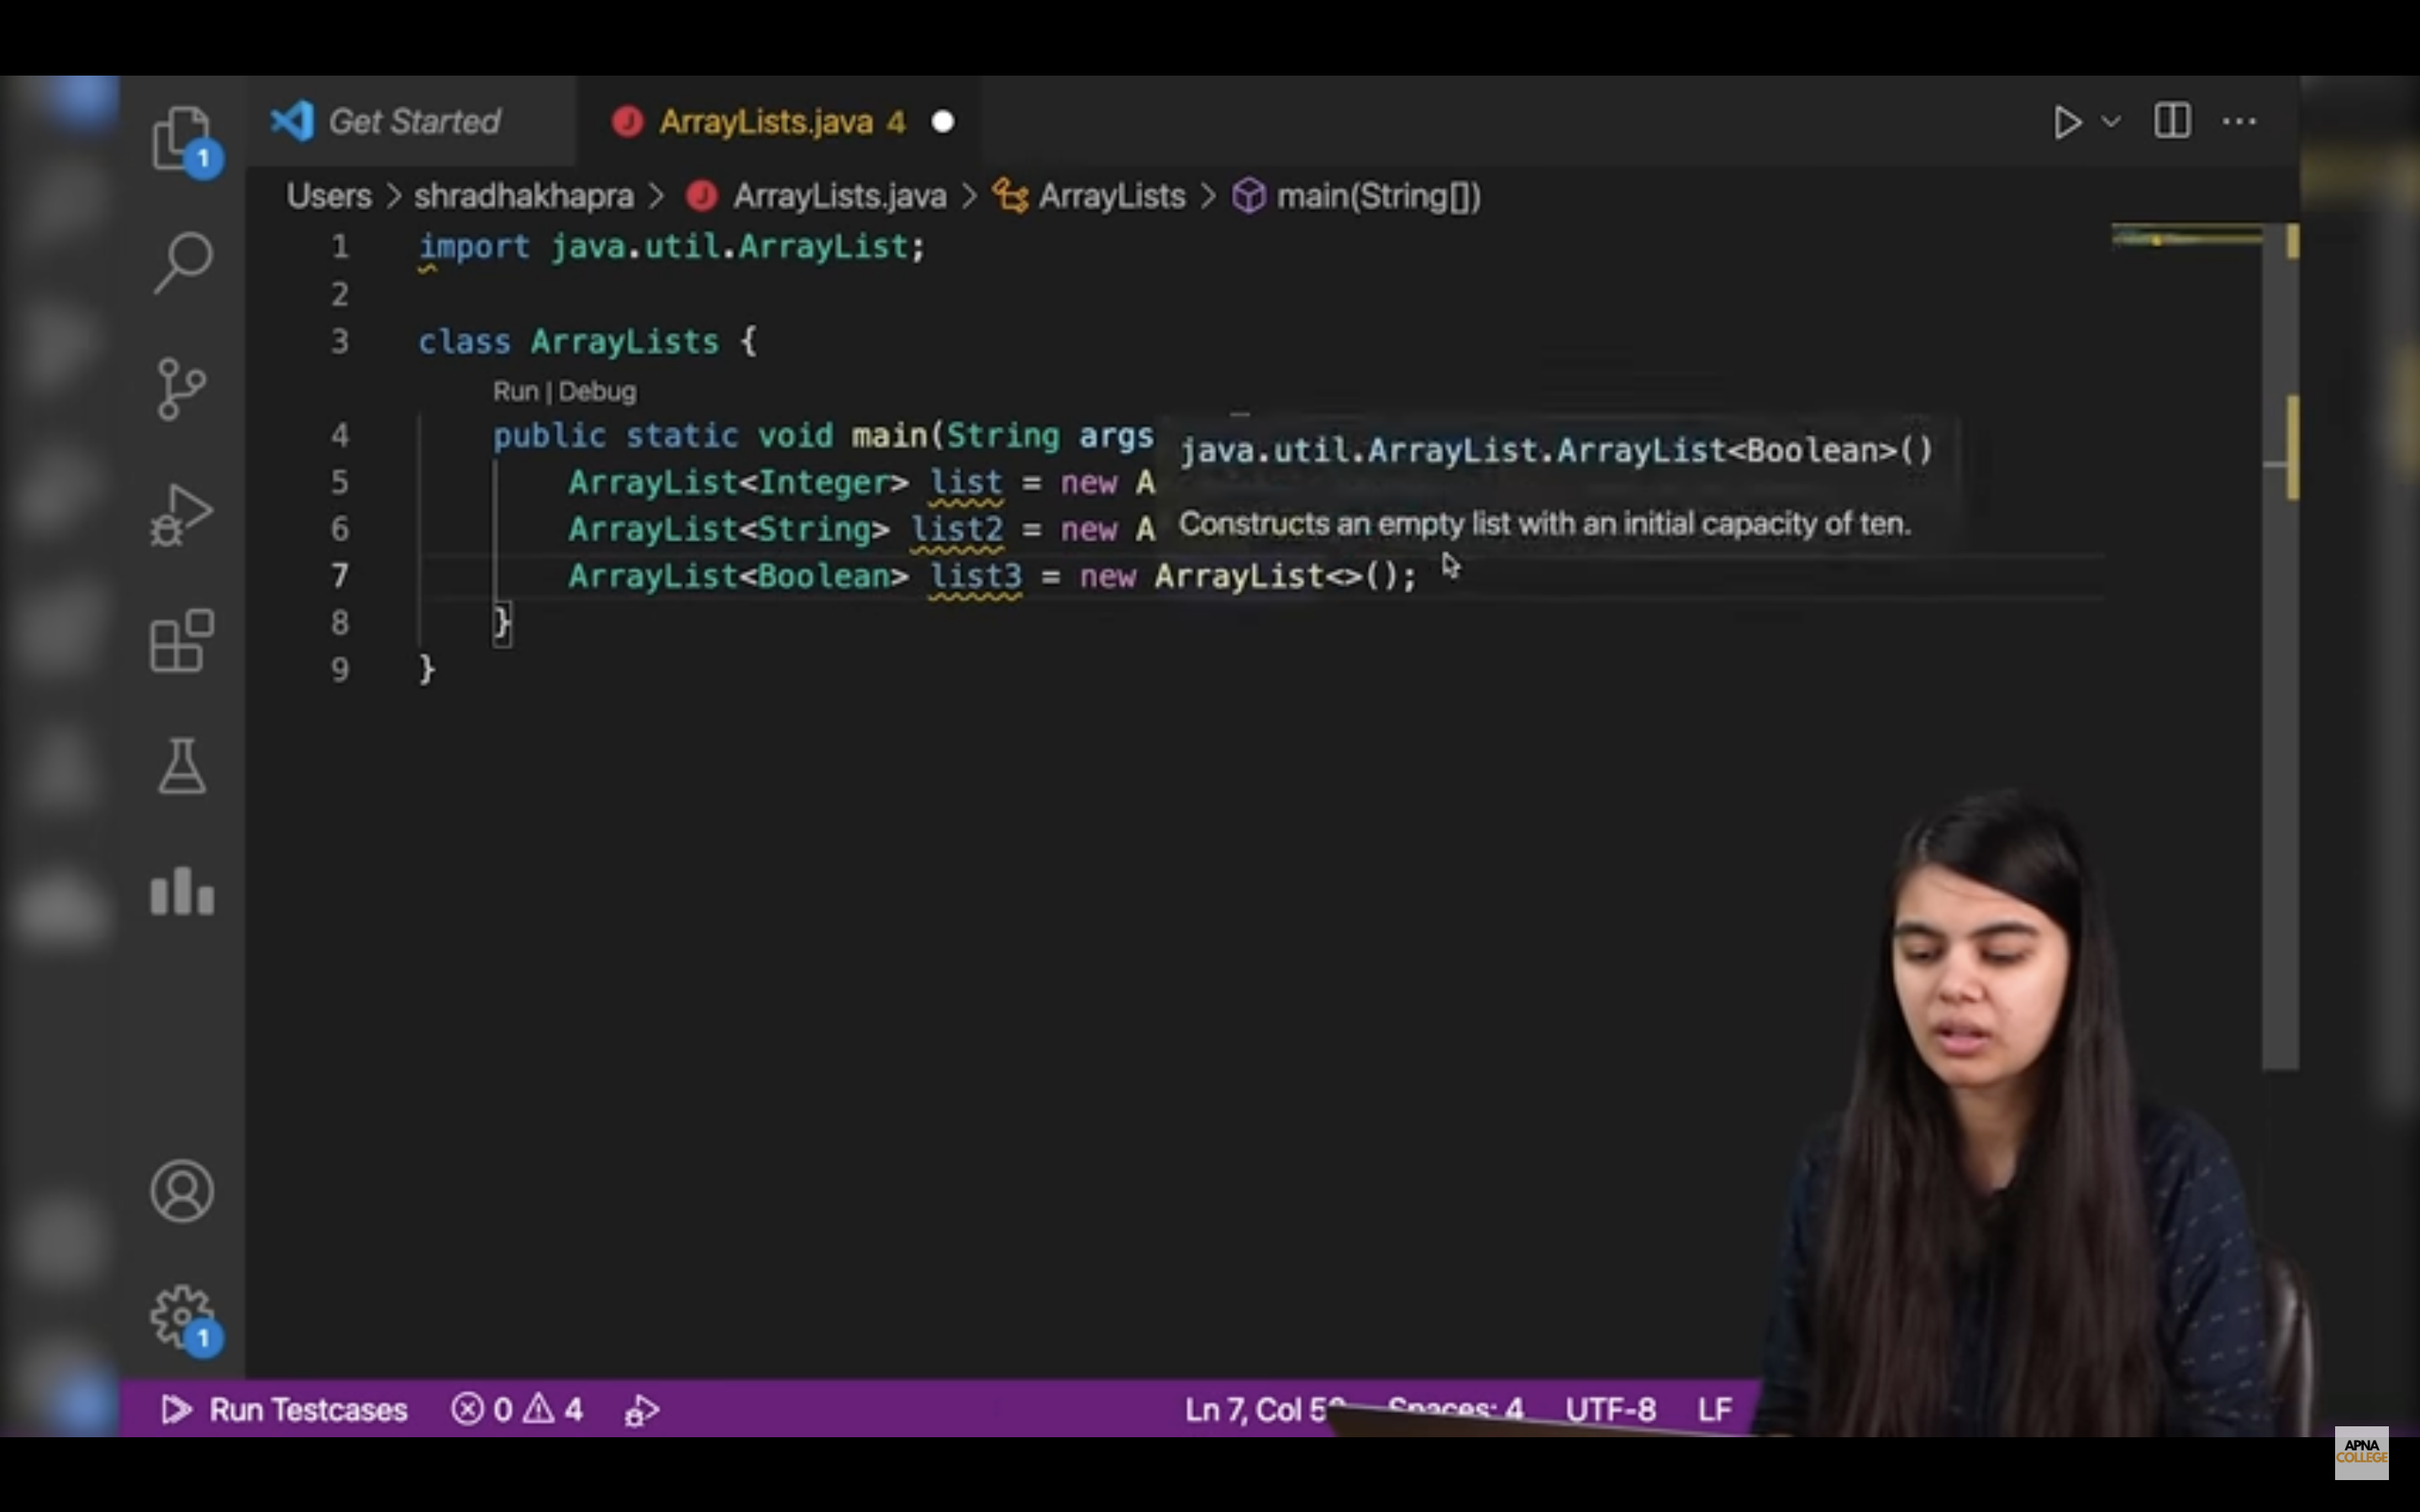 Get Started
ArrayLists.java 4
Users > shradhakhapra > ArrayLists.java > ArrayLists > main(String[])
1 import java.util.ArrayList;
2
3 class ArrayLists {
Run | Debug
4 public static void main(String args
java.util.ArrayList.ArrayList<Boolean>()
5 ArrayList<Integer> list = new A
Constructs an empty list with an initial capacity of ten.
6 ArrayList<String> list2 = new A
7 ArrayList<Boolean> list3 = new ArrayList<>();
8 }
9 }
1
1
Run Testcases 0 4
Ln 7, Col
Spaces: 4
UTF-8
LF
APNA
COLLEGE